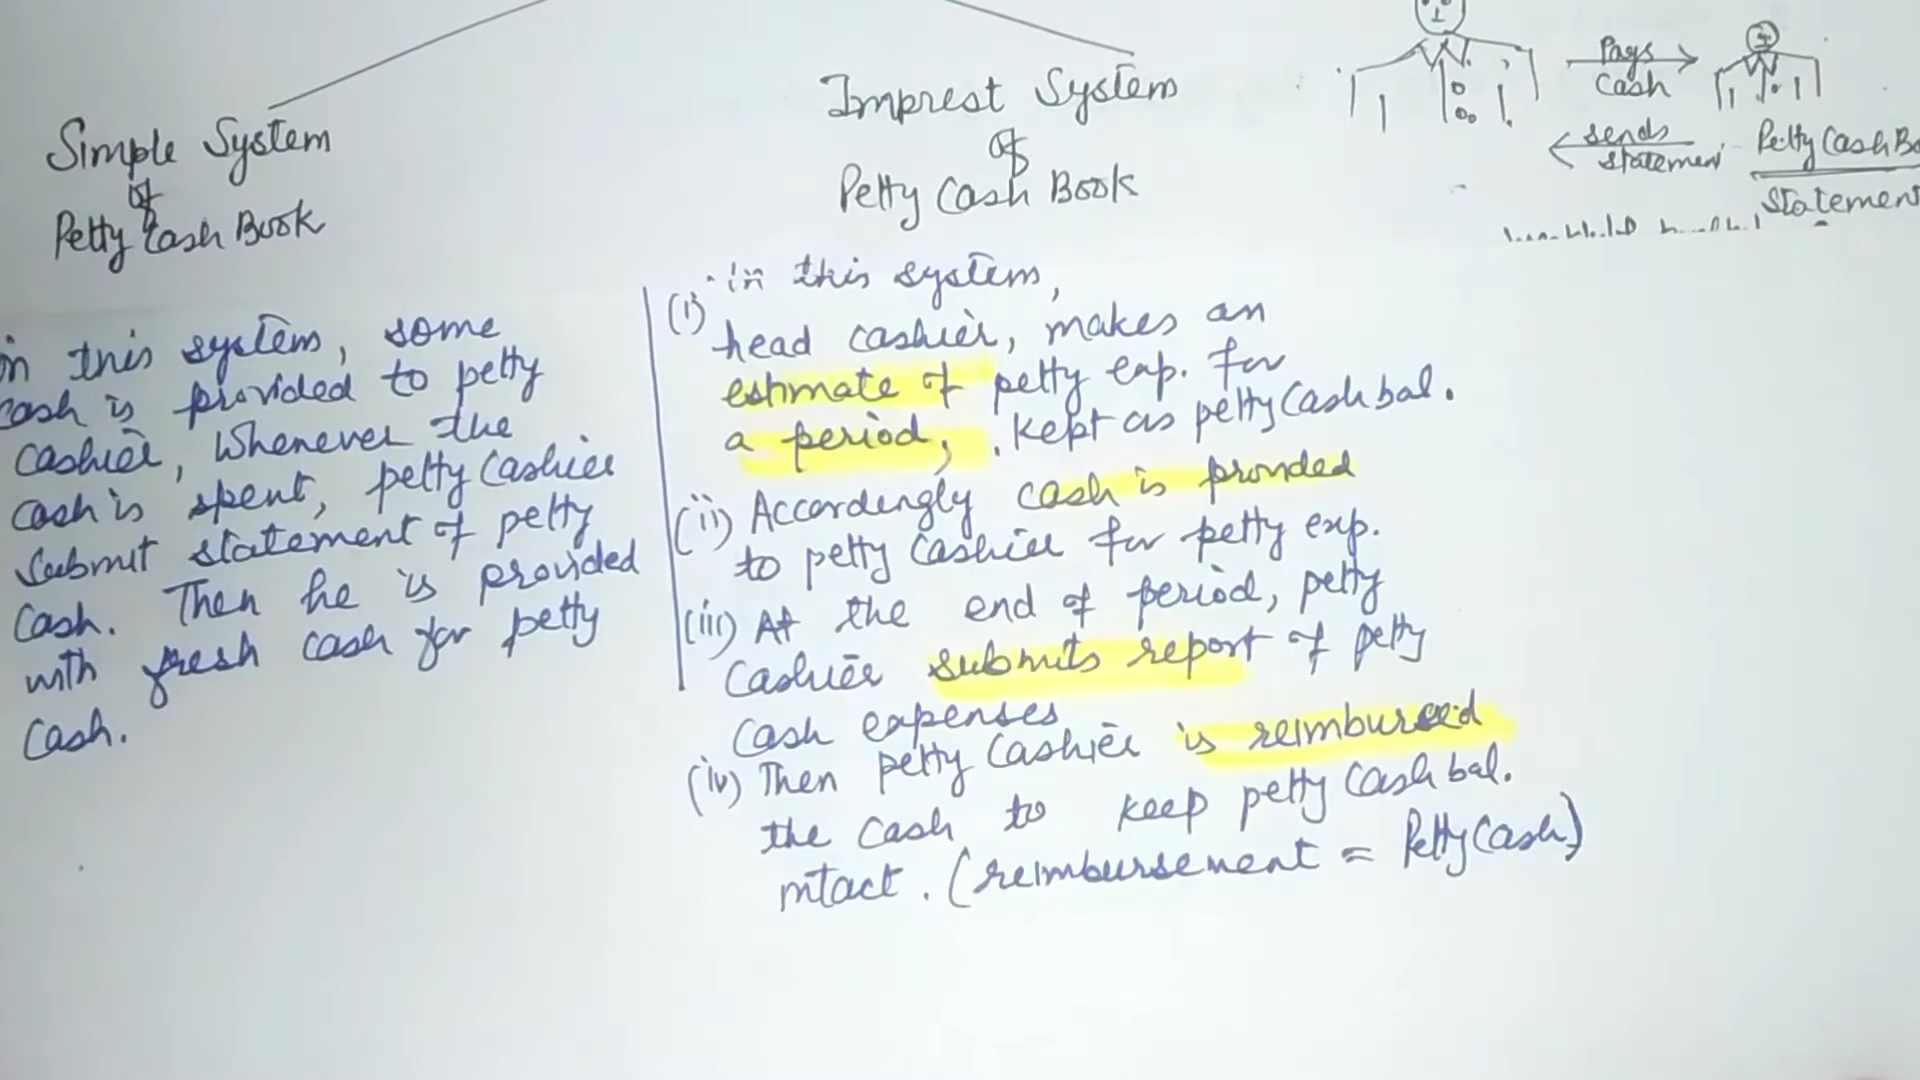 Simple System
of
Petty Cash Book
in this system, some
cash is provided to petty
cashier, Whenever the
cash is spent, petty cashier
submit statement of petty
cash. Then he is provided
with fresh cash for petty
cash.
Imprest System
of
Petty Cash Book
(i) in this system,
head cashier, makes an
estimate of petty exp. for
a period, . kept as petty cash bal.
(ii) Accordengly cash is provided
to petty cashier for petty exp.
(iii) At the end of period, petty
cashier submits report of petty
cash expenses
(iv) Then petty cashier is reimbursed
the cash to keep petty cash bal.
intact. (reimbursement = Petty Cash)
Pays
Cash
sends
statement
Petty Cash Bo
Statement